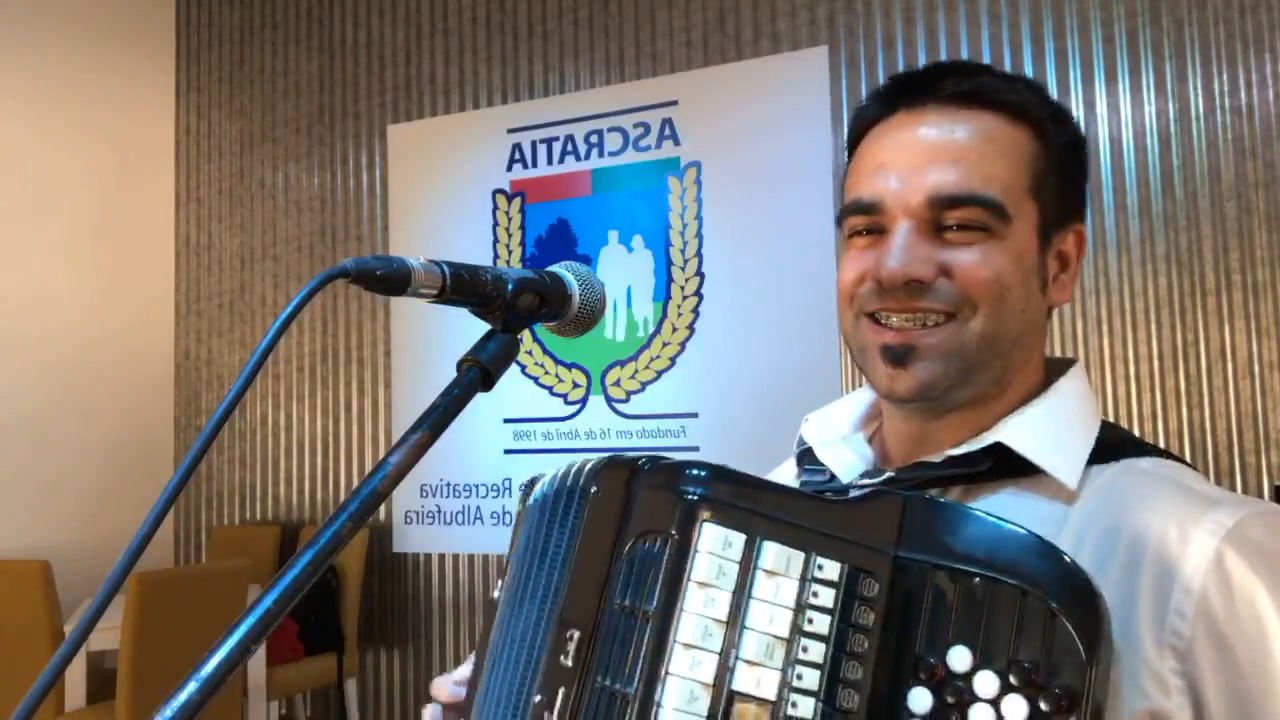 ASCRATIA
Fundado em 16 de Abril de 1998
e Recreativa
de Albufeira